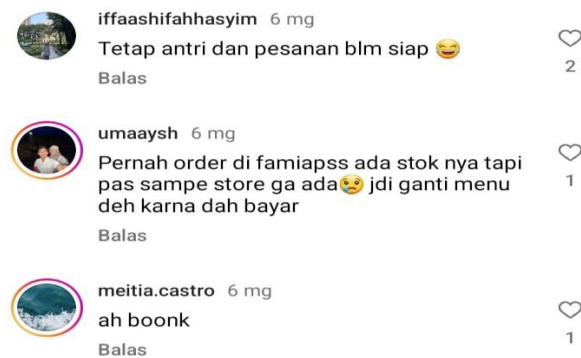 iffaashifahhasyim 6 mg
Tetap antri dan pesanan blm siap 😂
2
Balas
umaaysh 6 mg
Pernah order di famiapss ada stok nya tapi
pas sampe store ga ada😢 jdi ganti menu
deh karna dah bayar
1
Balas
meitia.castro 6 mg
ah boonk
1
Balas